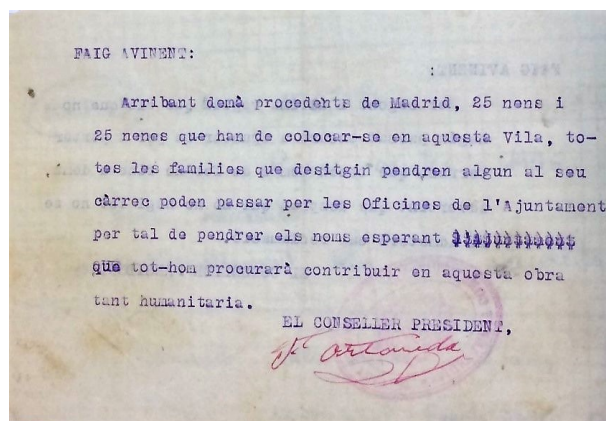 FAIG AVINENT:
Arribant demà procedents de Madrid, 25 nens i
25 nenes que han de colocar-se en aquesta Vila, to-
tes les families que desitgin pendren algun al seu
càrrec poden passar per les Oficines de l'Ajuntament
per tal de pendrer els noms esperant
que tot-hom procurarà contribuir en aquesta obra
tant humanitaria.
EL CONSELLER PRESIDENT,